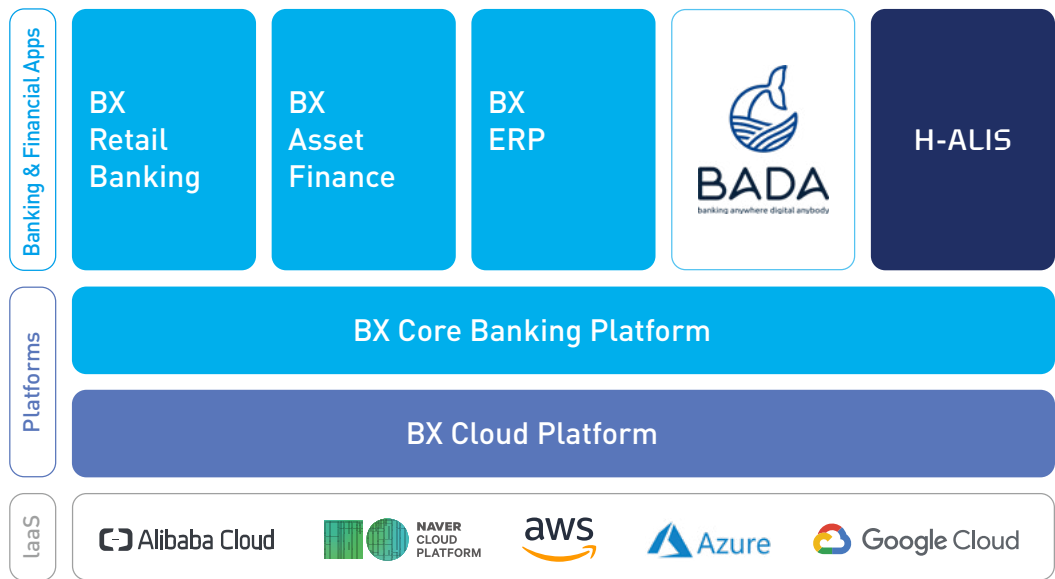 Banking & Financial Apps
BX
Retail
Banking
BX
Asset
Finance
BX
ERP
BADA
banking anywhere digital anybody
H-ALIS
Platforms
BX Core Banking Platform
BX Cloud Platform
IaaS
Alibaba Cloud
NAVER
CLOUD
PLATFORM
aws
Azure
Google Cloud